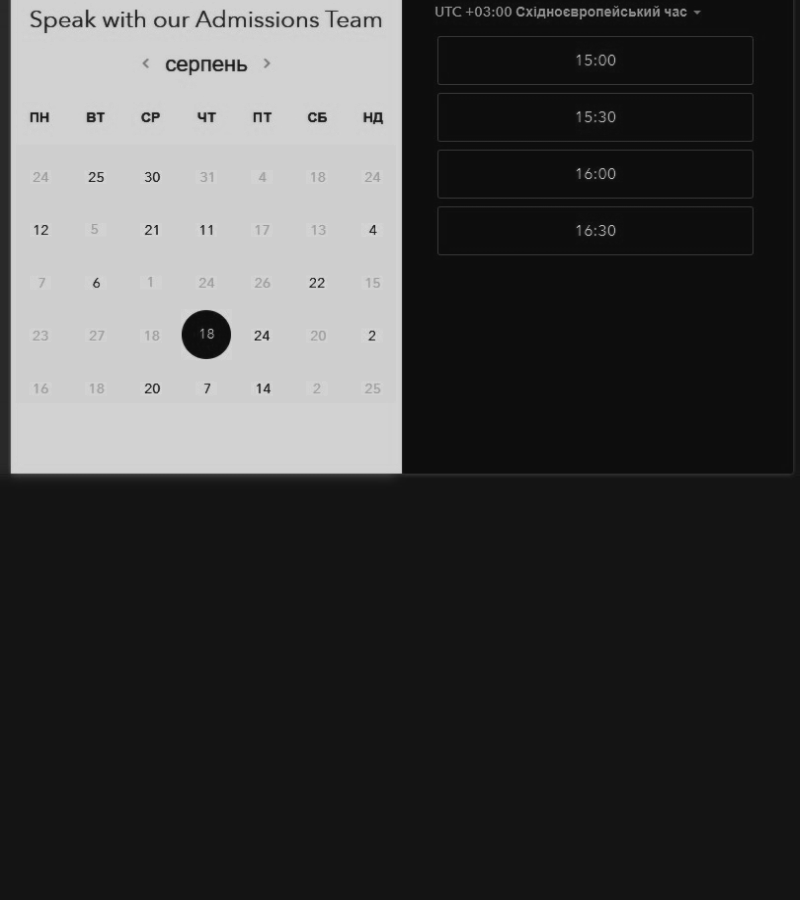 Speak with our Admissions Team
серпень
ПН ВТ СР ЧТ ПТ СБ НД
24 25 30 31 4 18 24
12 5 21 11 17 13 4
7 6 1 24 26 22 15
23 27 18 18 24 20 2
16 18 20 7 14 2 25
UTC +03:00 Східноєвропейський час
15:00
15:30
16:00
16:30